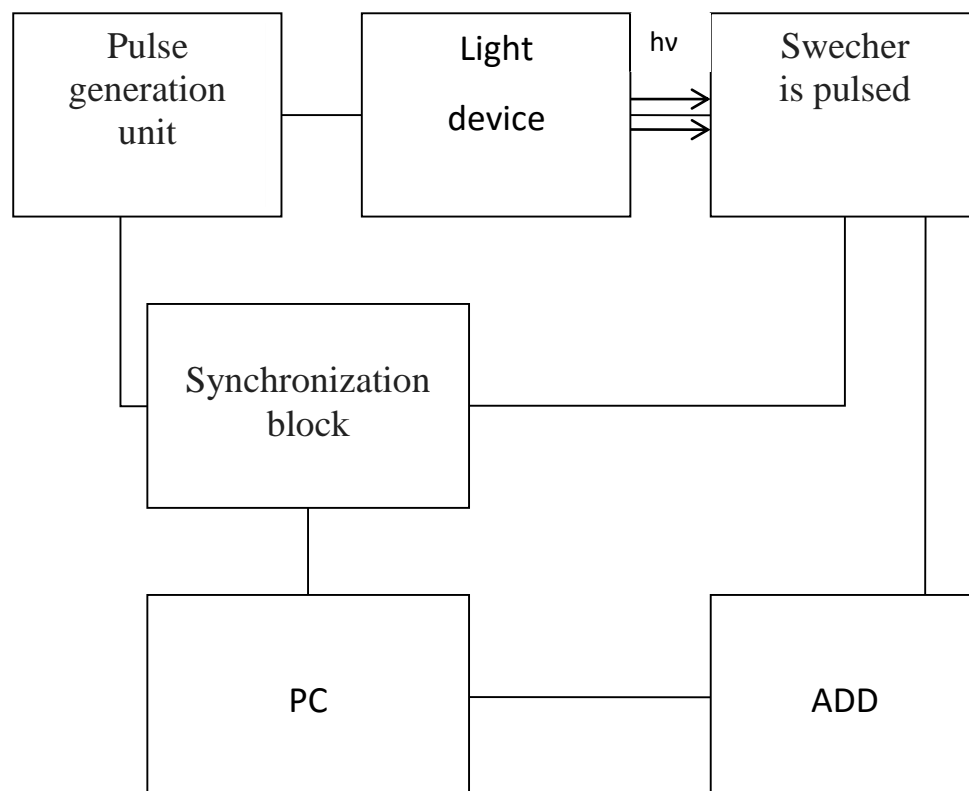 Pulse
generation
unit
Light
device
hν
Swecher
is pulsed
Synchronization
block
PC
ADD